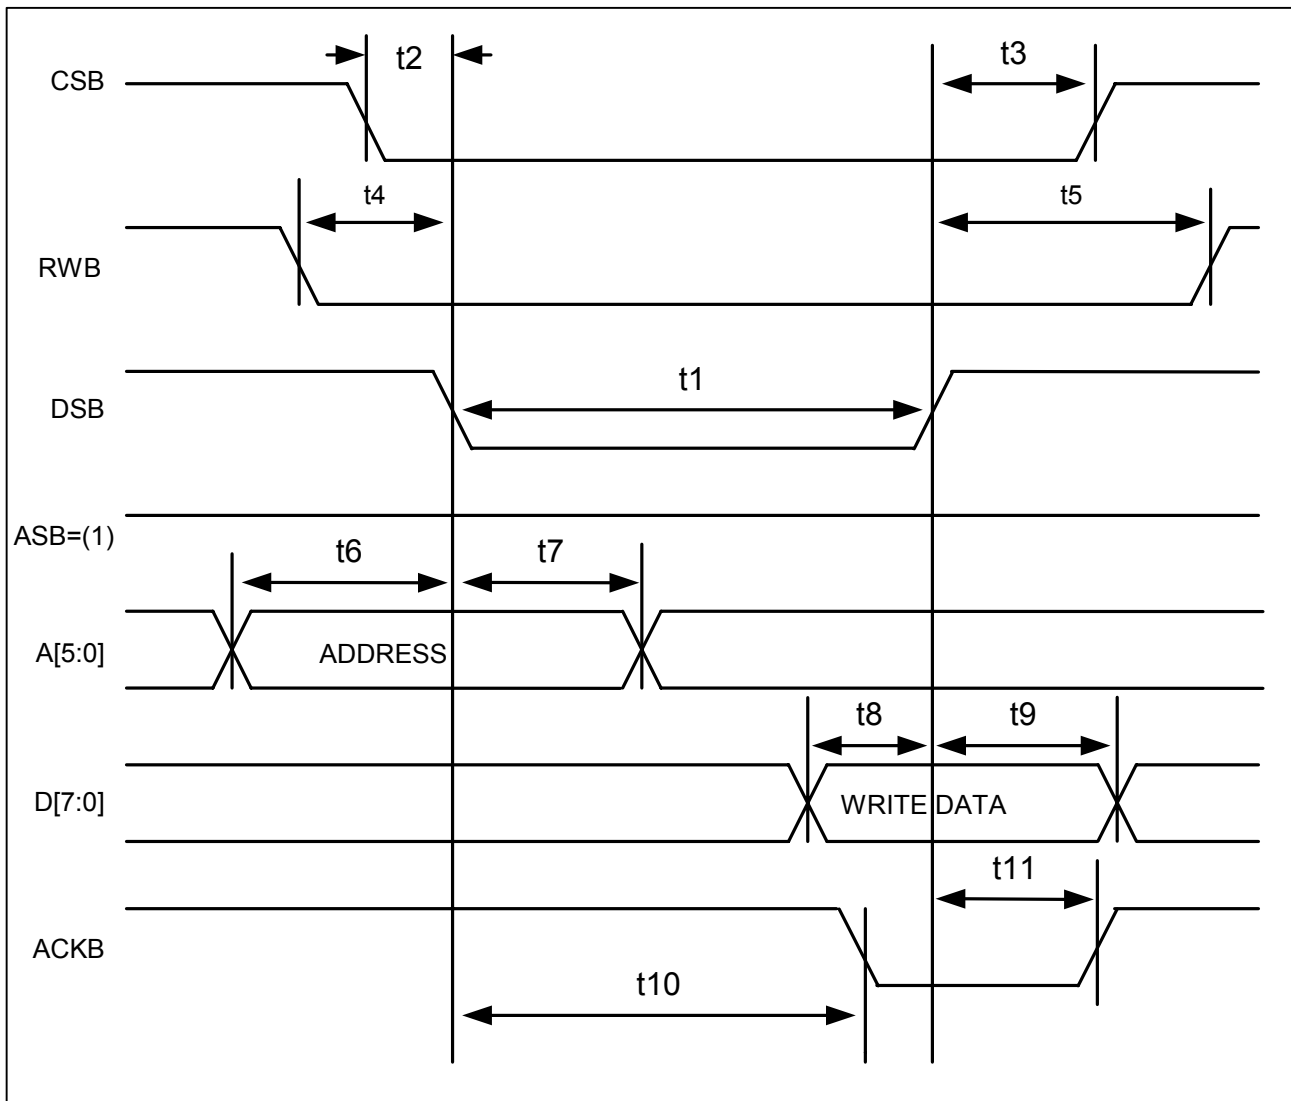 t2
t3
CSB
t4
t5
RWB
t1
DSB
ASB=(1)
t6
t7
A[5:0]
ADDRESS
t8
t9
D[7:0]
WRITE DATA
t11
ACKB
t10